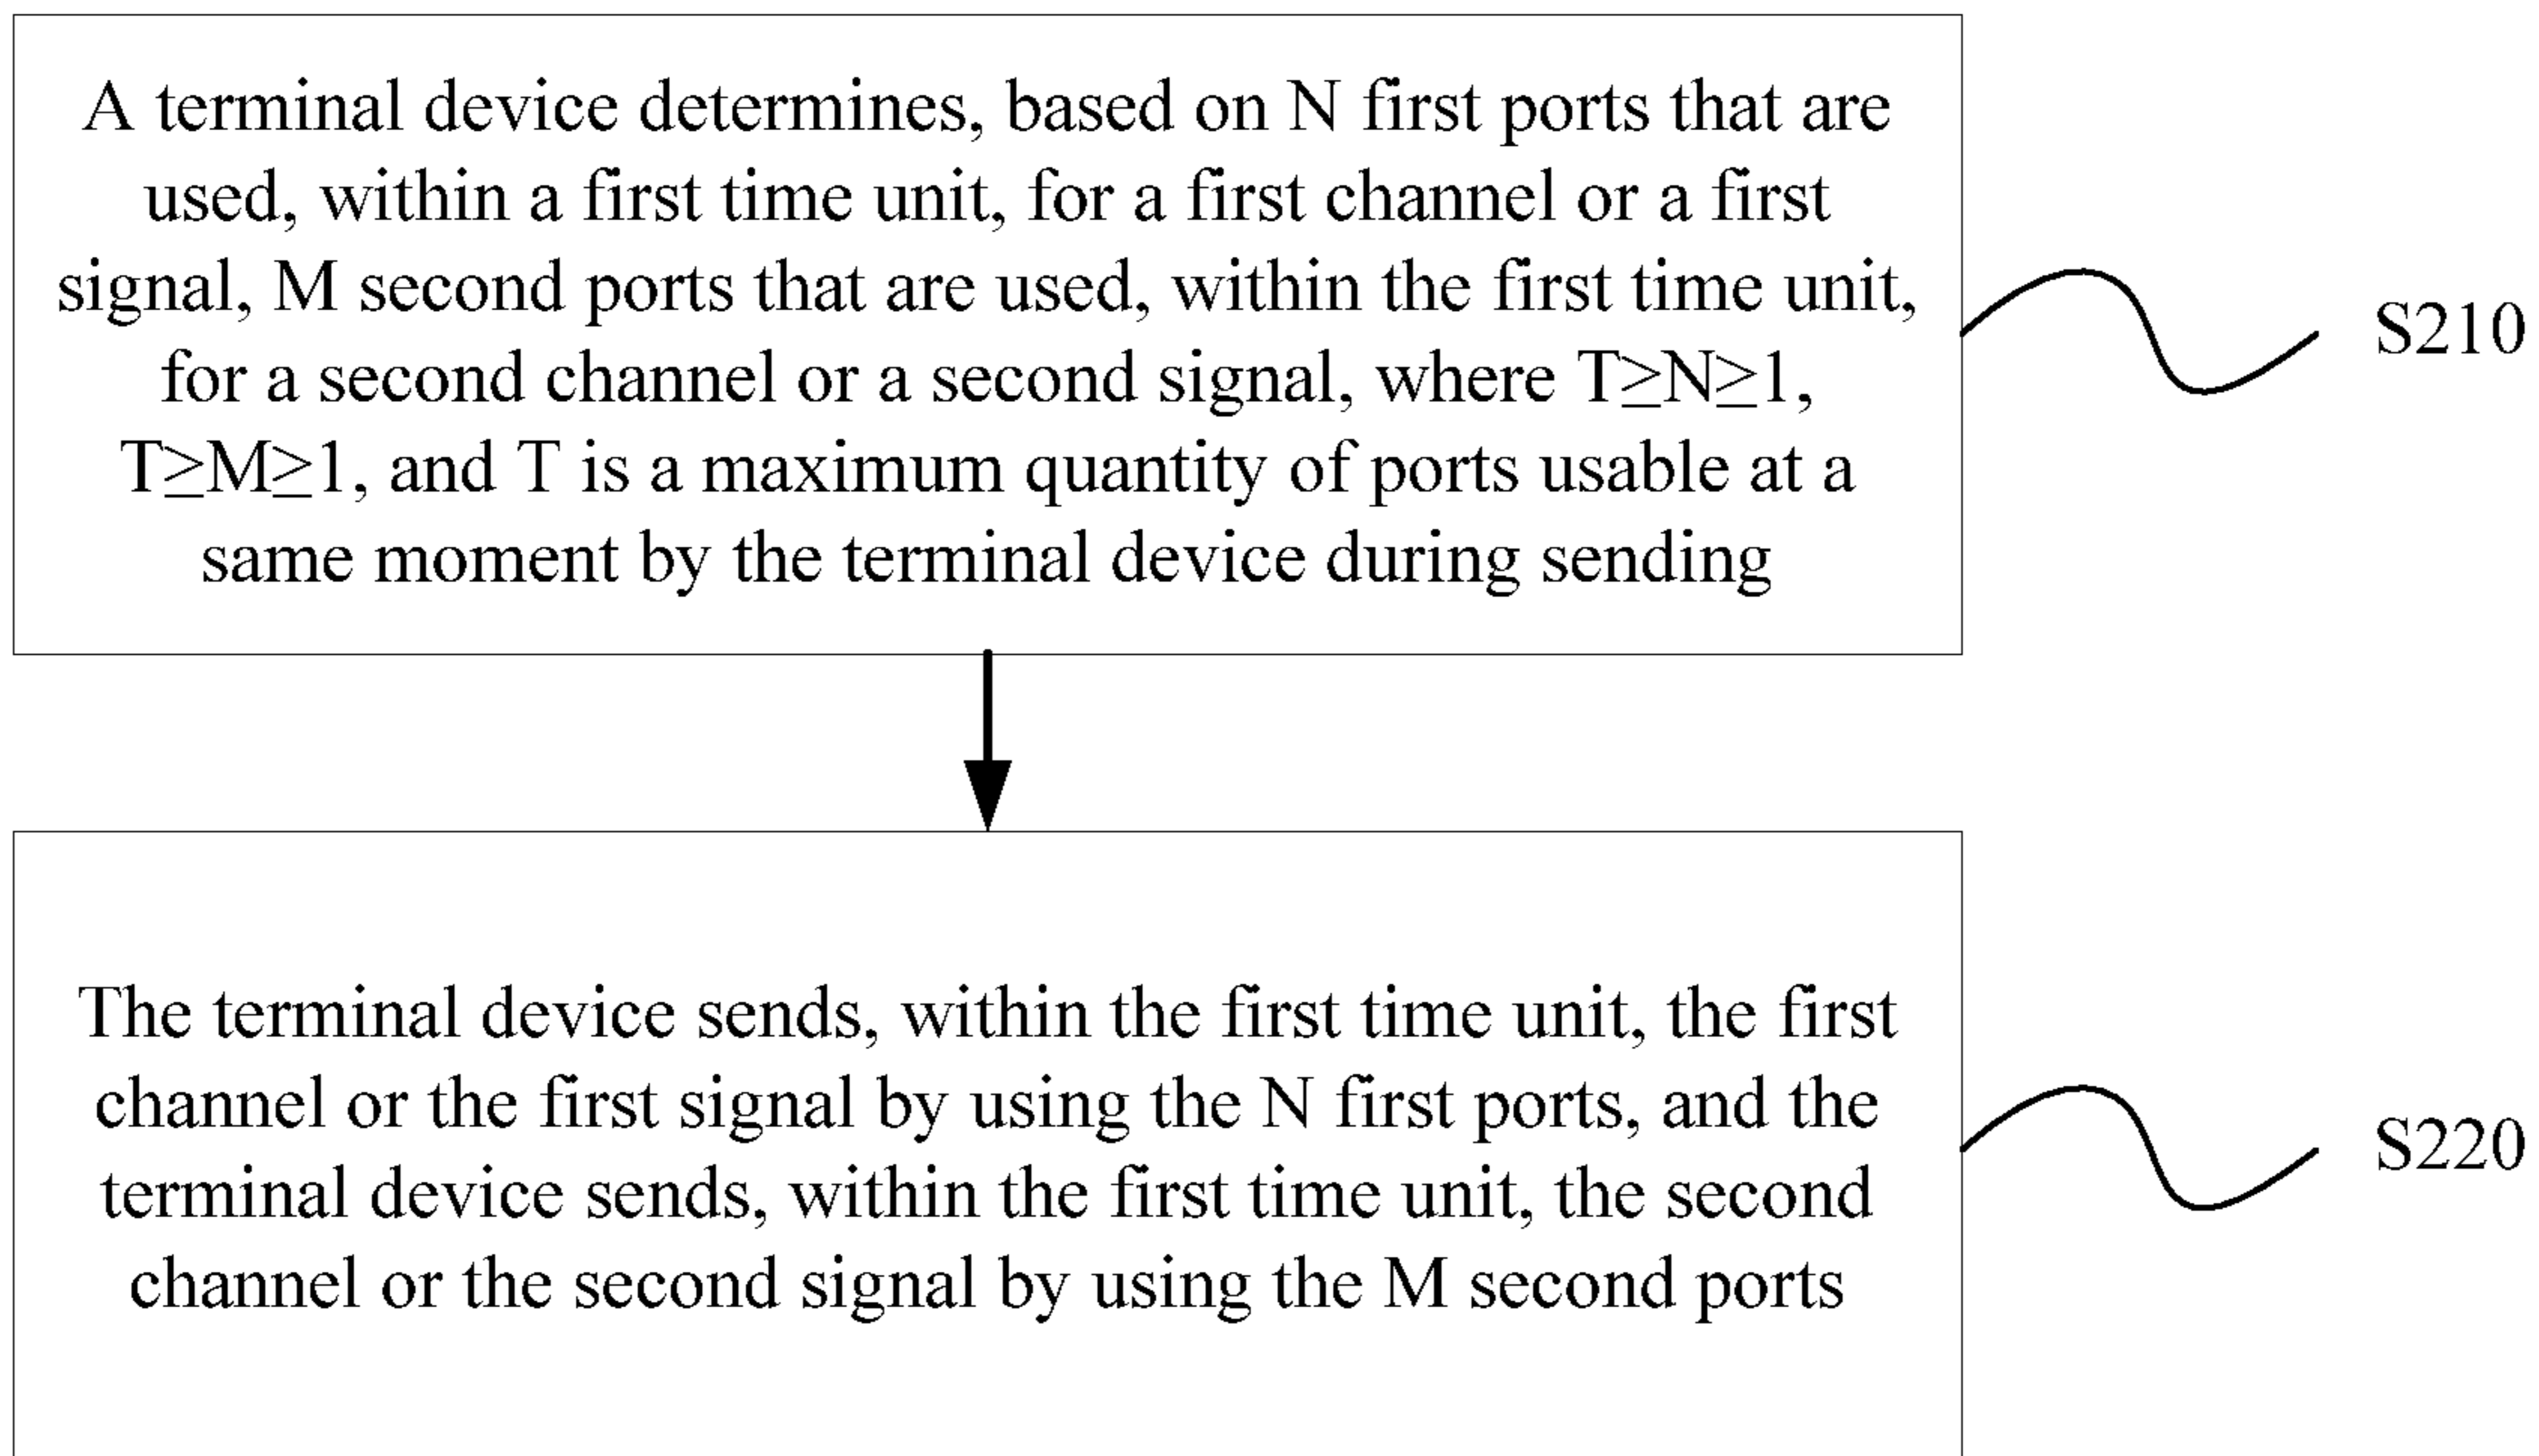 A terminal device determines, based on N first ports that are
used, within a first time unit, for a first channel or a first
signal, M second ports that are used, within the first time unit,
for a second channel or a second signal, where T≥N≥1,
T≥M≥1, and T is a maximum quantity of ports usable at a
same moment by the terminal device during sending
S210
The terminal device sends, within the first time unit, the first
channel or the first signal by using the N first ports, and the
terminal device sends, within the first time unit, the second
channel or the second signal by using the M second ports
S220